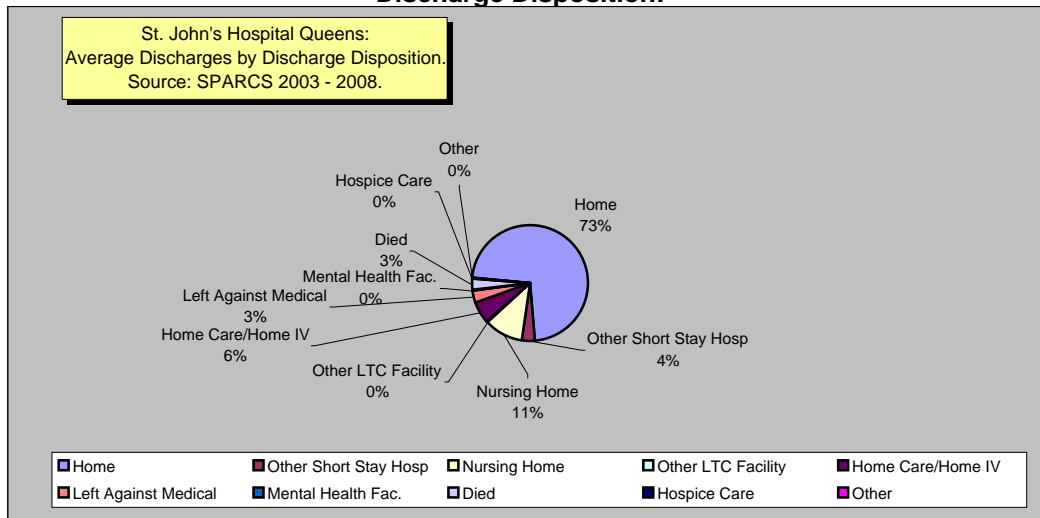 Discharge Disposition.
St. John's Hospital Queens:
Average Discharges by Discharge Disposition.
Source: SPARCS 2003 - 2008.
Other
0%
Hospice Care
0%
Home
73%
Died
3%
Mental Health Fac.
0%
Left Against Medical
3%
Home Care/Home IV
6%
Other Short Stay Hosp
4%
Other LTC Facility
0%
Nursing Home
11%
Home
Other Short Stay Hosp
Nursing Home
Other LTC Facility
Home Care/Home IV
Left Against Medical
Mental Health Fac.
Died
Hospice Care
Other